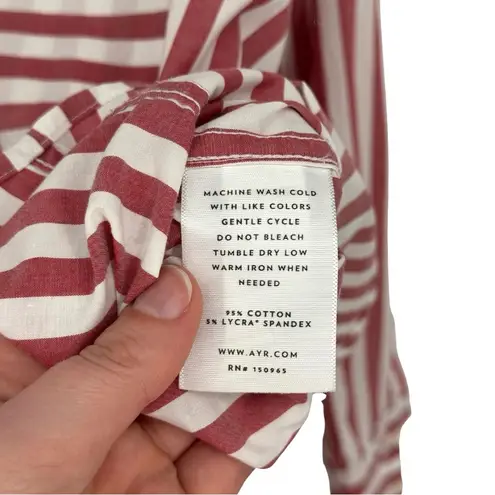 MACHINE WASH COLD
WITH LIKE COLORS
GENTLE CYCLE
DO NOT BLEACH
TUMBLE DRY LOW
WARM IRON WHEN
NEEDED
95% COTTON
5% LYCRA® SPANDEX
WWW.AYR.COM
RN# 150965